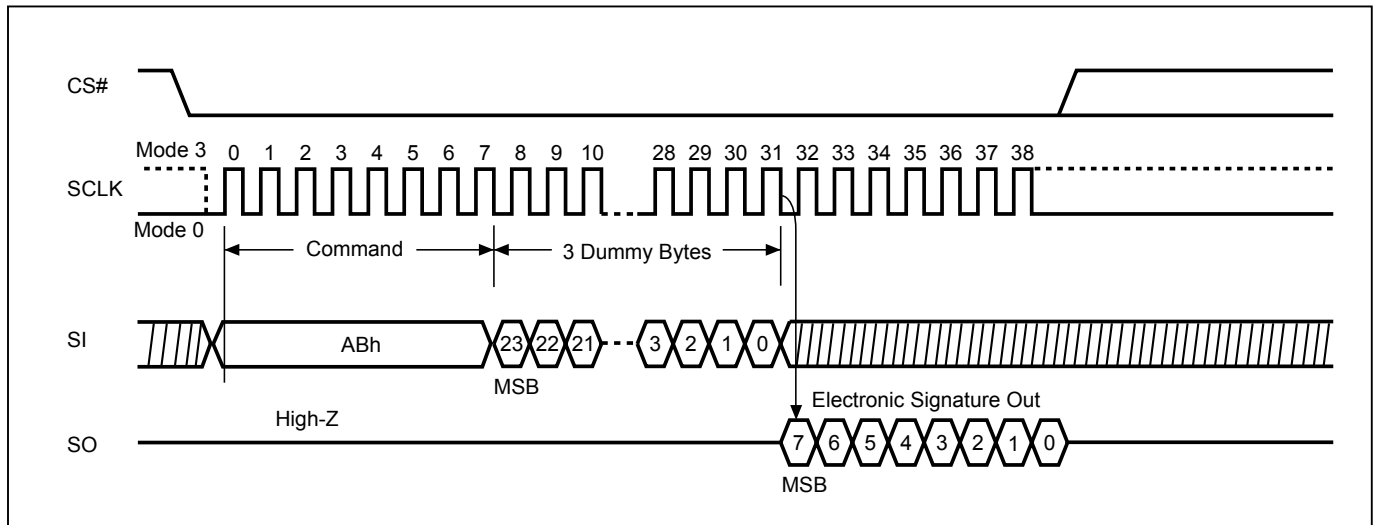 CS#
Mode 3 0 1 2 3 4 5 6 7 8 9 10 28 29 30 31 32 33 34 35 36 37 38
SCLK
Mode 0
Command 3 Dummy Bytes
SI ABh 23 22 21 3 2 1 0
MSB
High-Z Electronic Signature Out
SO 7 6 5 4 3 2 1 0
MSB